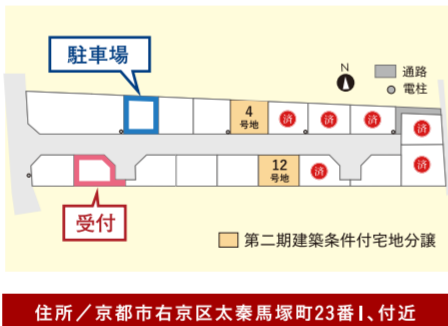 駐車場
N
通路
電柱
4
号地
済
済
済
済
12
号地
済
済
受付
第二期建築条件付宅地分譲
住所／京都市右京区太秦馬塚町23番1、付近